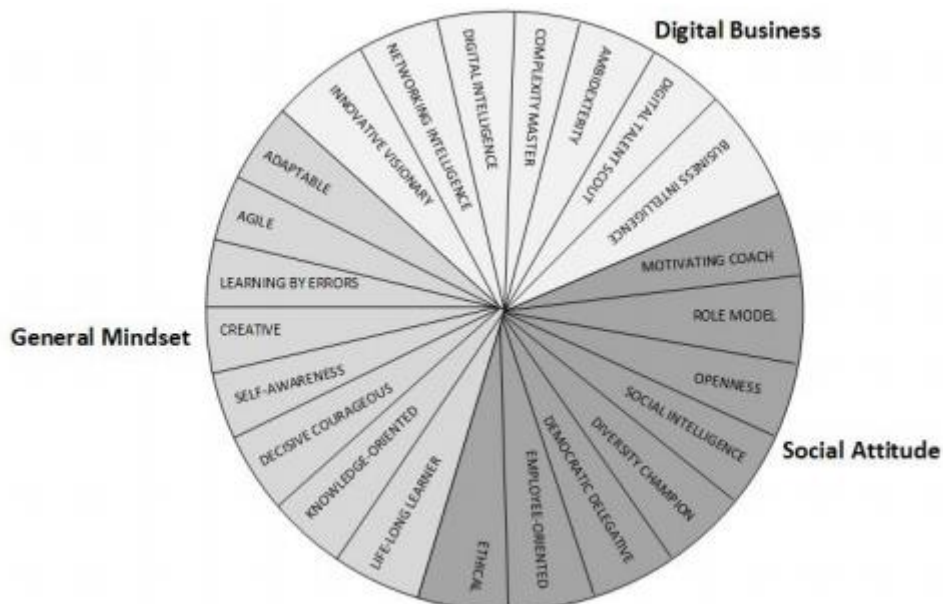 Digital Business
INNOVATIVE VISIONARY
NETWORKING INTELLIGENCE
DIGITAL INTELLIGENCE
COMPLEXITY MASTER
AMBIDEXTERITY
DIGITAL TALENT SCOUT
BUSINESS INTELLIGENCE
MOTIVATING COACH
ROLE MODEL
OPENNESS
SOCIAL INTELLIGENCE
DIVERSITY CHAMPION
DEMOCRATIC DELEGATIVE
EMPLOYEE-ORIENTED
ETHICAL
Social Attitude
LIFE-LONG LEARNER
KNOWLEDGE-ORIENTED
DECISIVE COURAGEOUS
SELF-AWARENESS
CREATIVE
LEARNING BY ERRORS
AGILE
ADAPTABLE
General Mindset